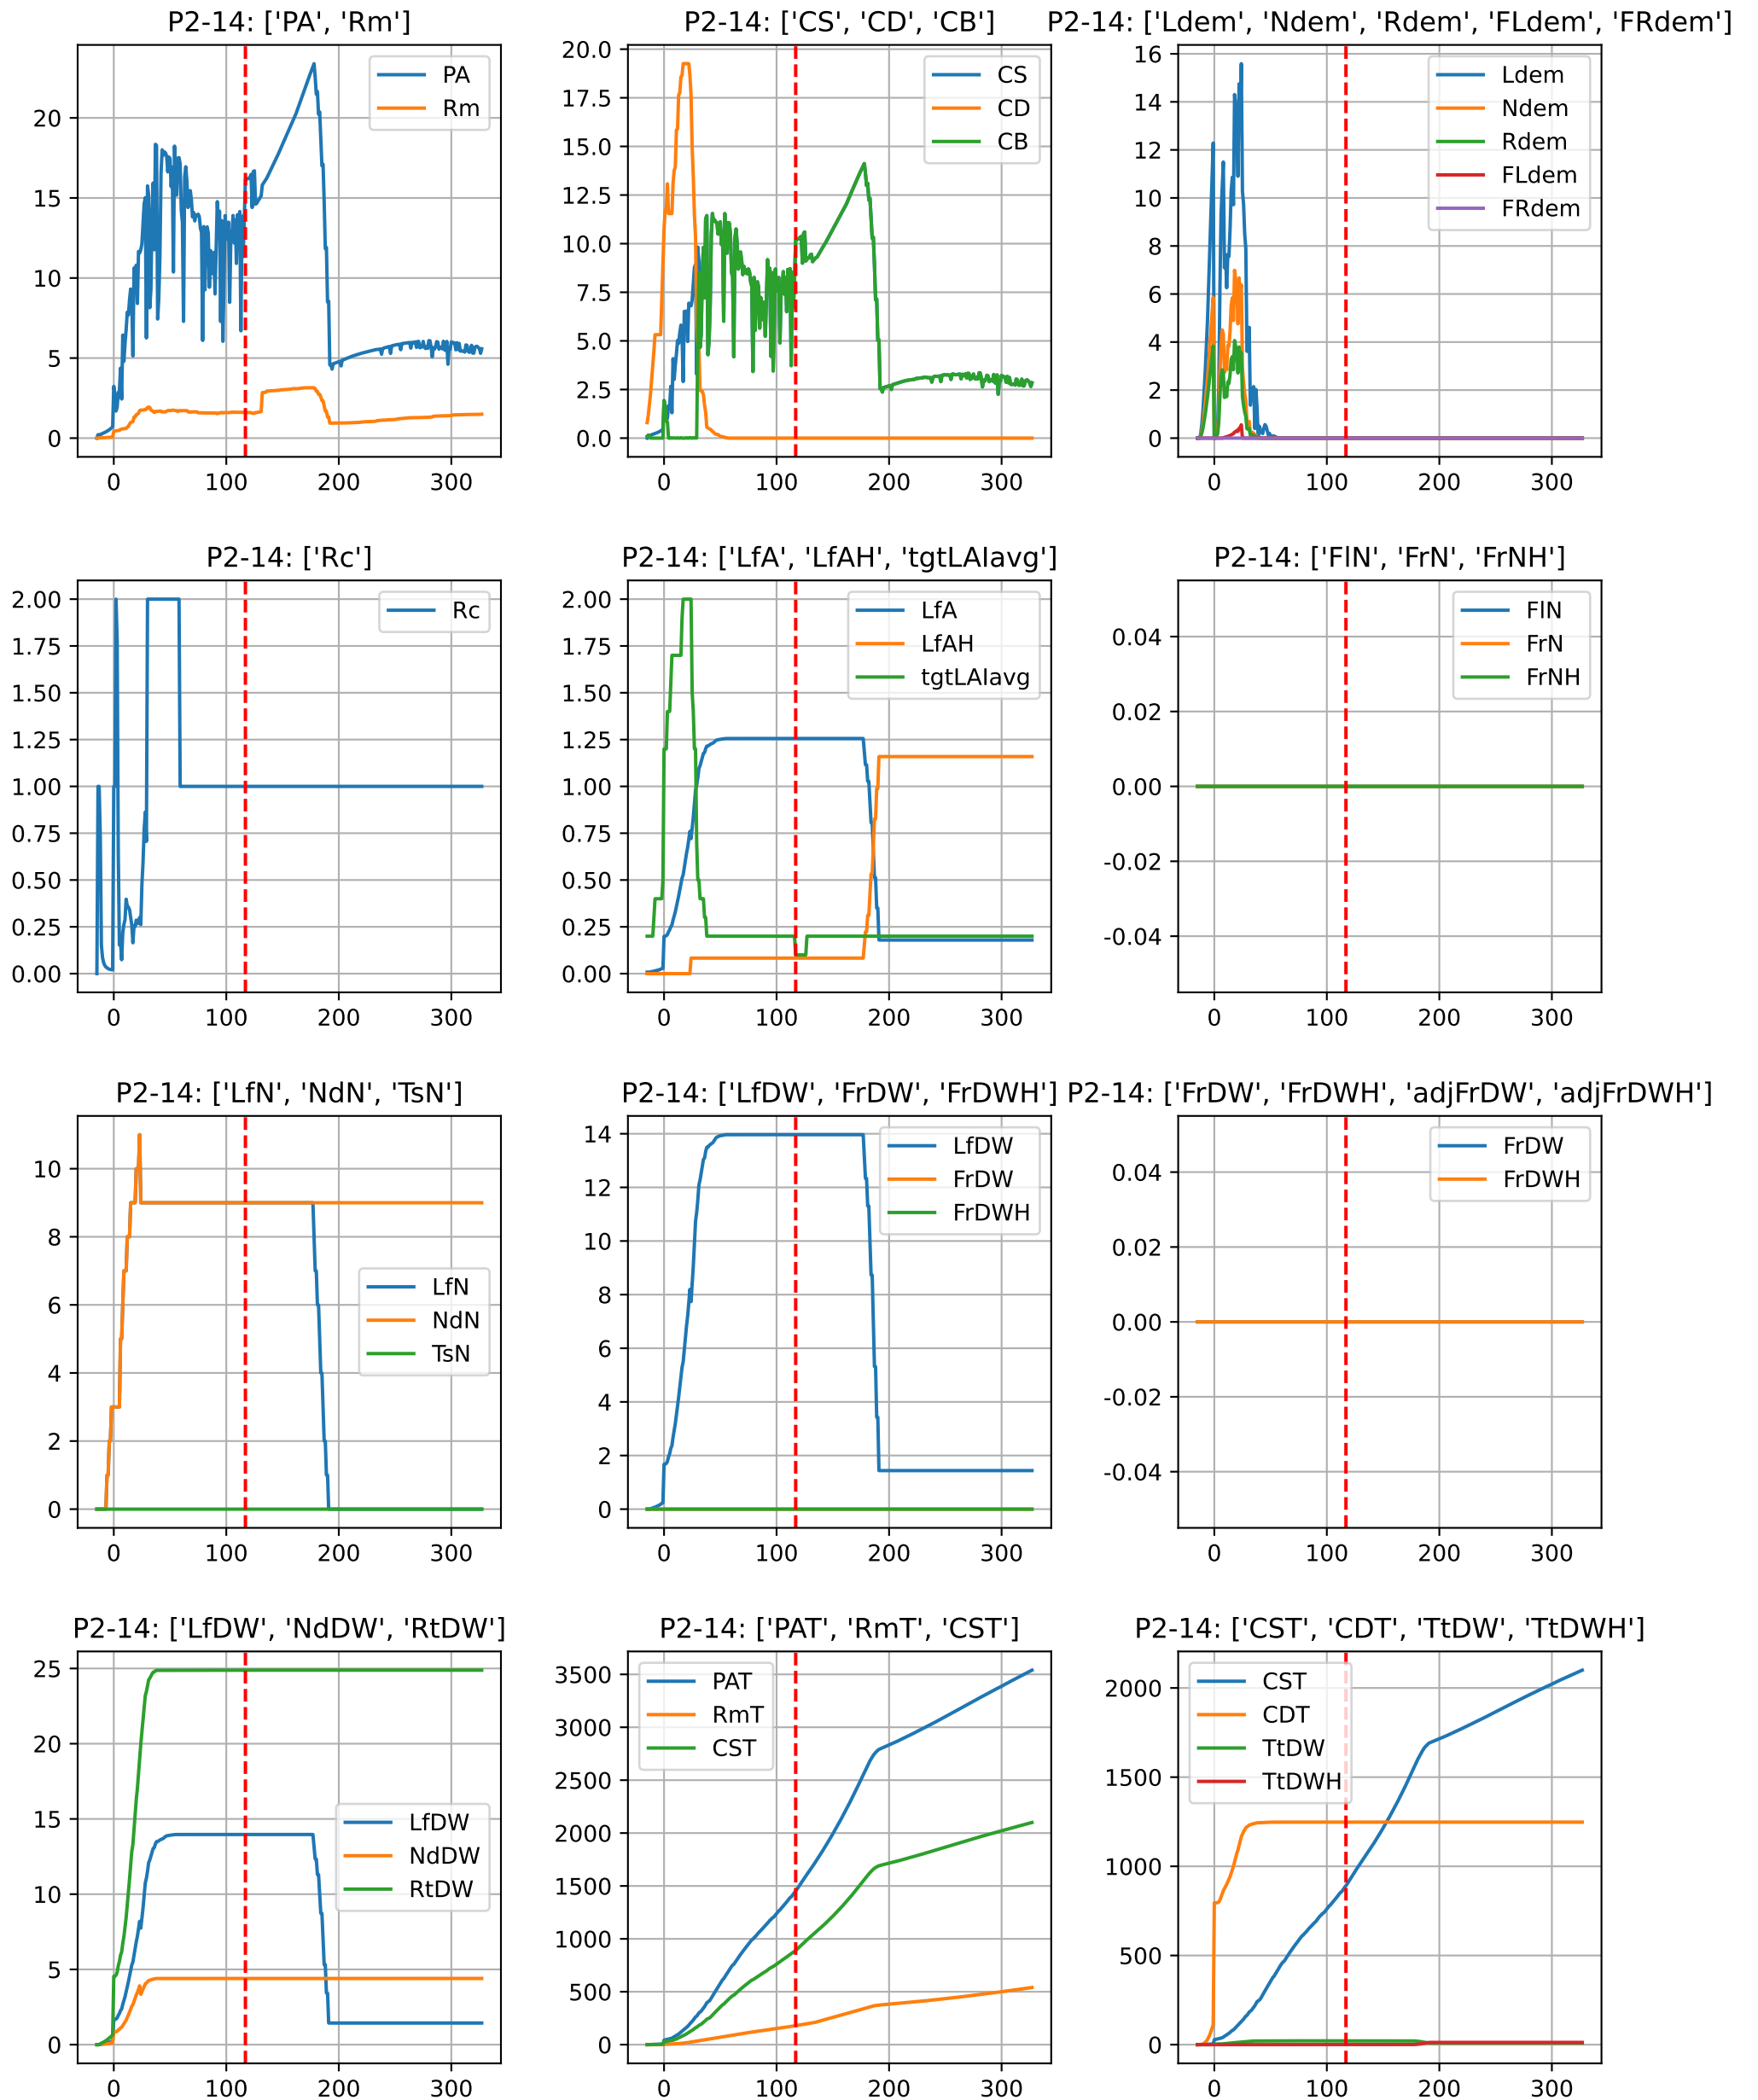 P2-14: ['PA', 'Rm']
20
15
10
5
0
0 100 200 300
PA
Rm
P2-14: ['CS', 'CD', 'CB']
20.0
17.5
15.0
12.5
10.0
7.5
5.0
2.5
0.0
0 100 200 300
CS
CD
CB
P2-14: ['Ldem', 'Ndem', 'Rdem', 'FLdem', 'FRdem']
16
14
12
10
8
6
4
2
0
0 100 200 300
Ldem
Ndem
Rdem
FLdem
FRdem
P2-14: ['Rc']
2.00
1.75
1.50
1.25
1.00
0.75
0.50
0.25
0.00
0 100 200 300
Rc
P2-14: ['LfA', 'LfAH', 'tgtLAIavg']
2.00
1.75
1.50
1.25
1.00
0.75
0.50
0.25
0.00
0 100 200 300
LfA
LfAH
tgtLAIavg
P2-14: ['FlN', 'FrN', 'FrNH']
0.04
0.02
0.00
-0.02
-0.04
0 100 200 300
FlN
FrN
FrNH
P2-14: ['LfN', 'NdN', 'TsN']
10
8
6
4
2
0
0 100 200 300
LfN
NdN
TsN
P2-14: ['LfDW', 'FrDW', 'FrDWH']
14
12
10
8
6
4
2
0
0 100 200 300
LfDW
FrDW
FrDWH
P2-14: ['FrDW', 'FrDWH', 'adjFrDW', 'adjFrDWH']
0.04
0.02
0.00
-0.02
-0.04
0 100 200 300
FrDW
FrDWH
P2-14: ['LfDW', 'NdDW', 'RtDW']
25
20
15
10
5
0
0 100 200 300
LfDW
NdDW
RtDW
P2-14: ['PAT', 'RmT', 'CST']
3500
3000
2500
2000
1500
1000
500
0
0 100 200 300
PAT
RmT
CST
P2-14: ['CST', 'CDT', 'TtDW', 'TtDWH']
2000
1500
1000
500
0
0 100 200 300
CST
CDT
TtDW
TtDWH